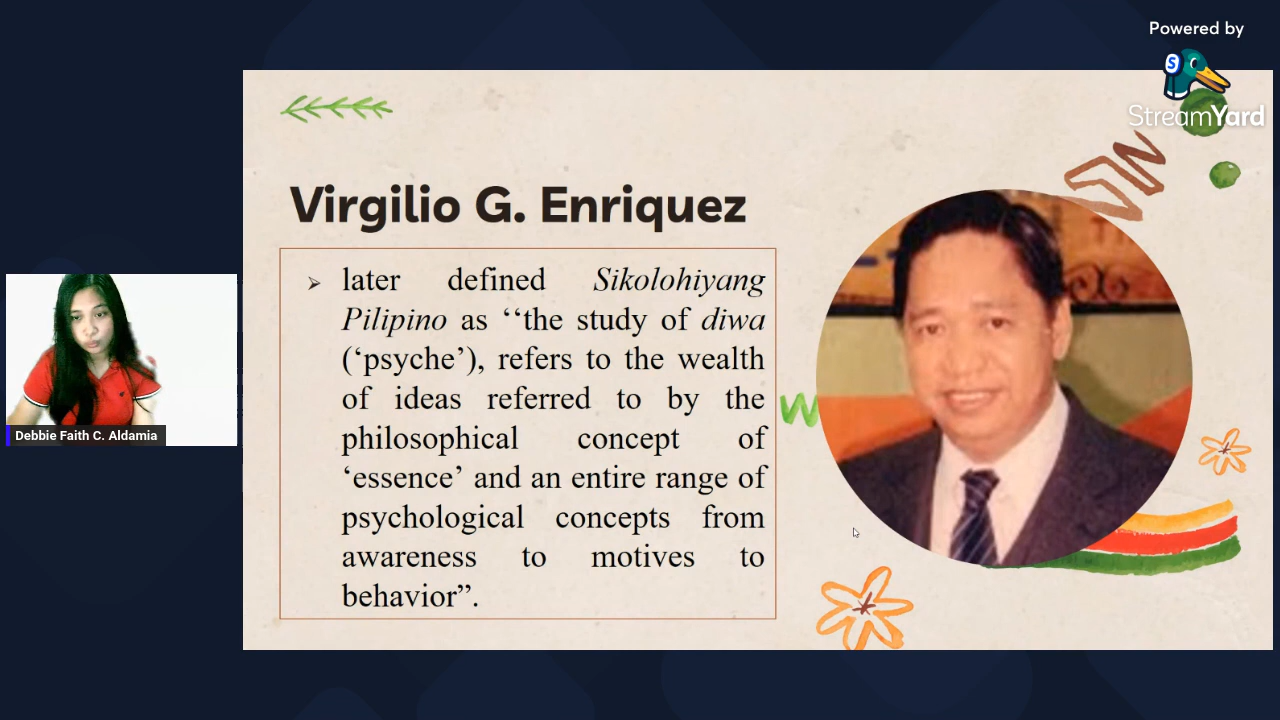 Powered by
StreamYard
Virgilio G. Enriquez
➢ later defined Sikolohiyang
Pilipino as ‘‘the study of diwa
(‘psyche’), refers to the wealth
of ideas referred to by the
philosophical concept of
‘essence’ and an entire range of
psychological concepts from
awareness to motives to
behavior”.
Debbie Faith C. Aldamia